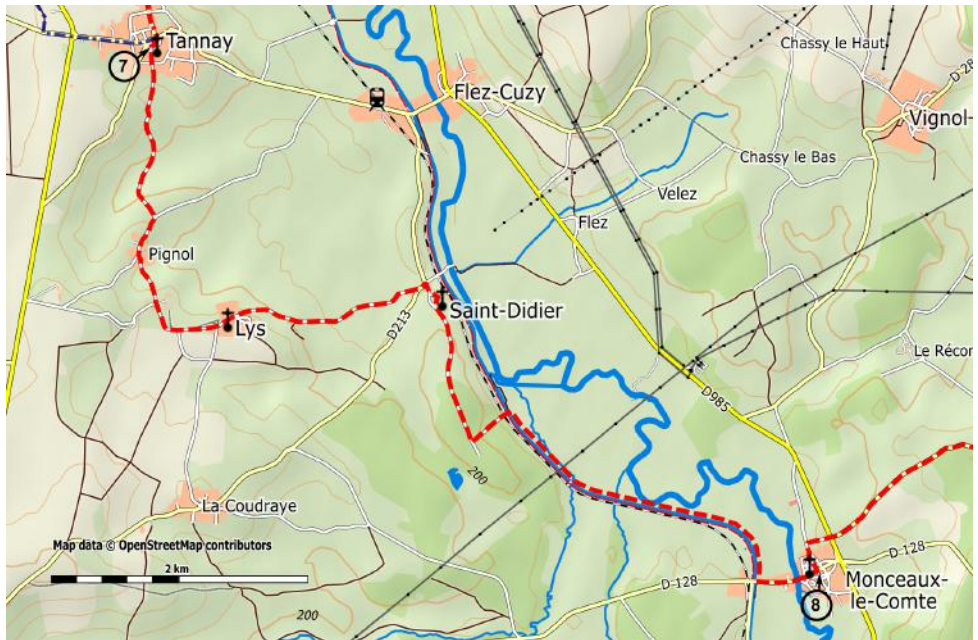 Tannay
7
Chassy le Haut
D 28
Flez-Cuzy
Vignol-
Chassy le Bas
Velez
Flez
Pignol
Saint-Didier
Lys
D213
Le Récon
D985
200
La Coudraye
Map data © OpenStreetMap contributors
2 km
D 128
D 128
Monceaux-
le-Comte
8
200